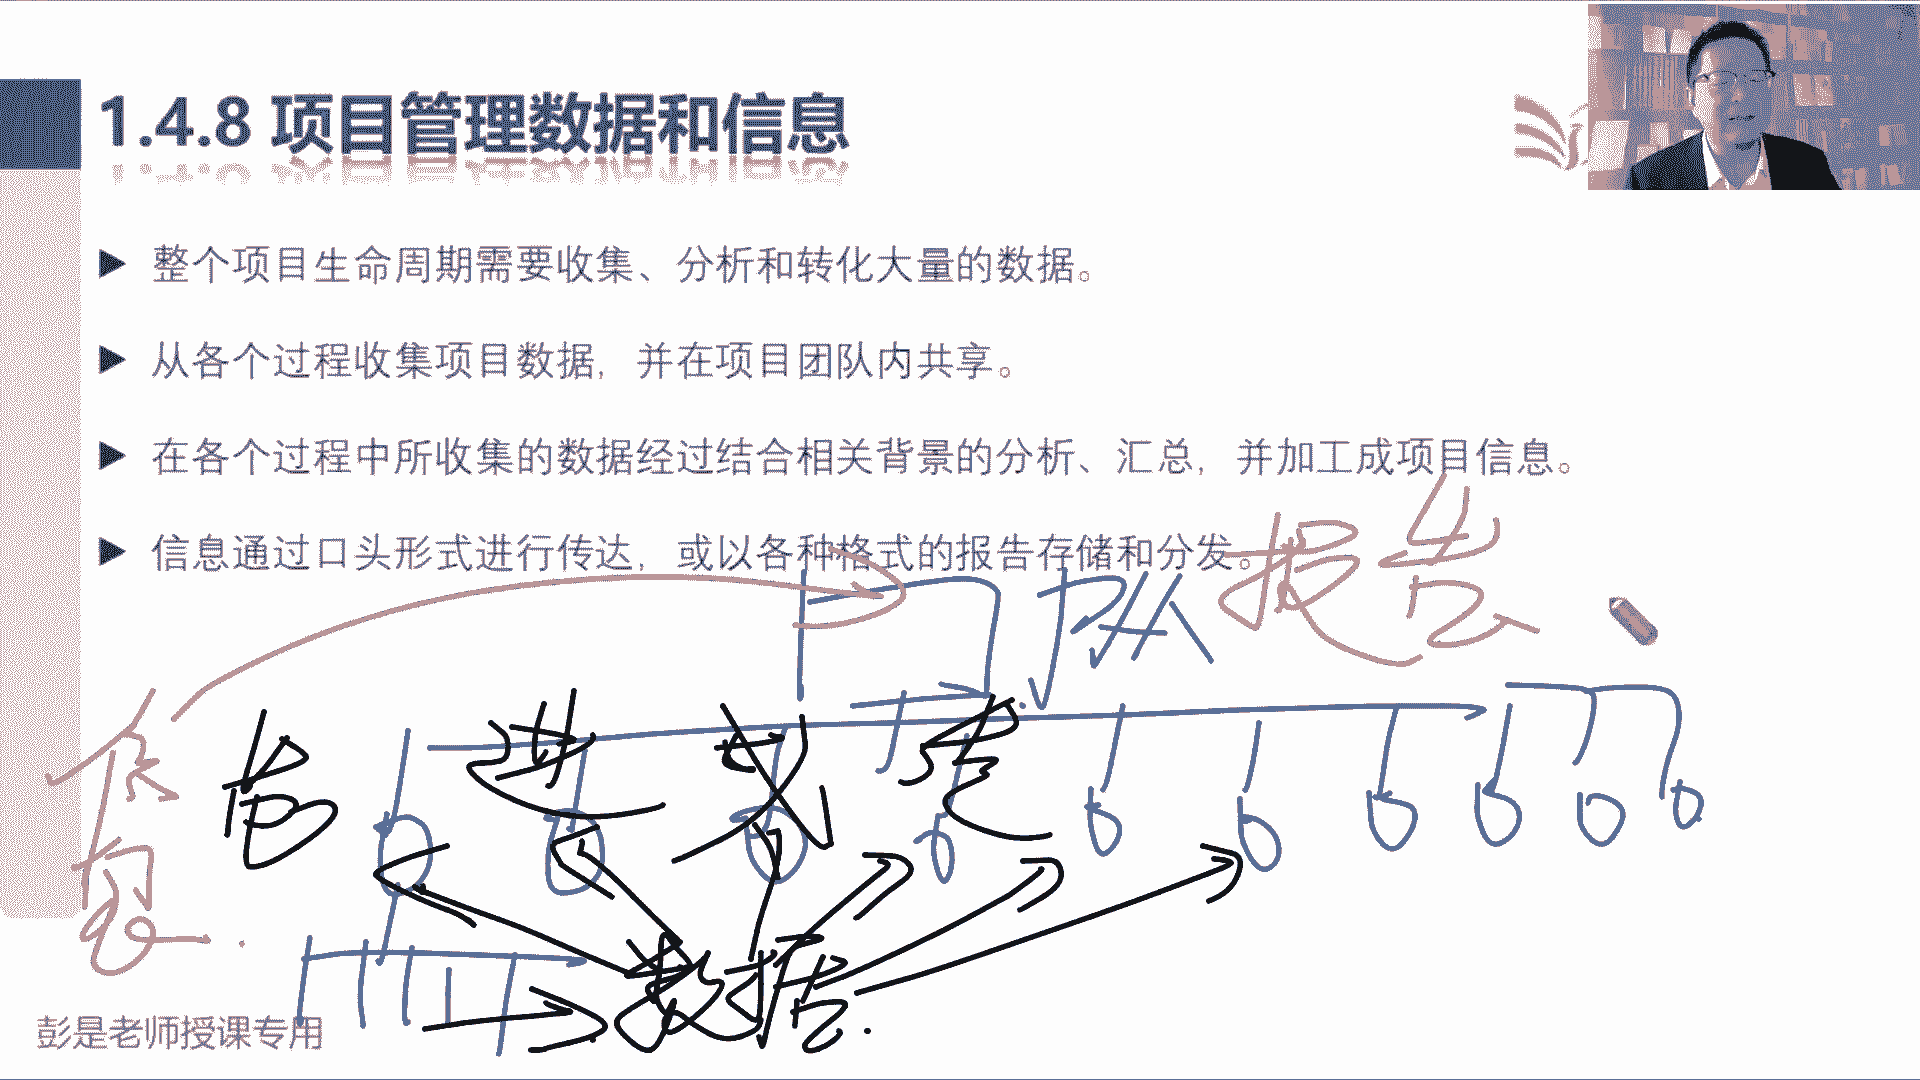 1.4.8 项目管理数据和信息
整个项目生命周期需要收集、分析和转化大量的数据。
从各个过程收集项目数据，并在项目团队内共享。
在各个过程中所收集的数据经过结合相关背景的分析、汇总，并加工成项目信息。
信息通过口头形式进行传达，或以各种格式的报告存储和分发。
报告
信息
数据
彭是老师授课专用